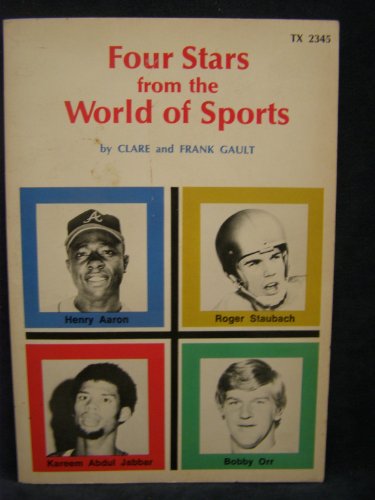 TX 2345
Four Stars
from the
World of Sports
by CLARE and FRANK GAULT
Henry Aaron
Roger Staubach
Kareem Abdul Jabbar
Bobby Orr